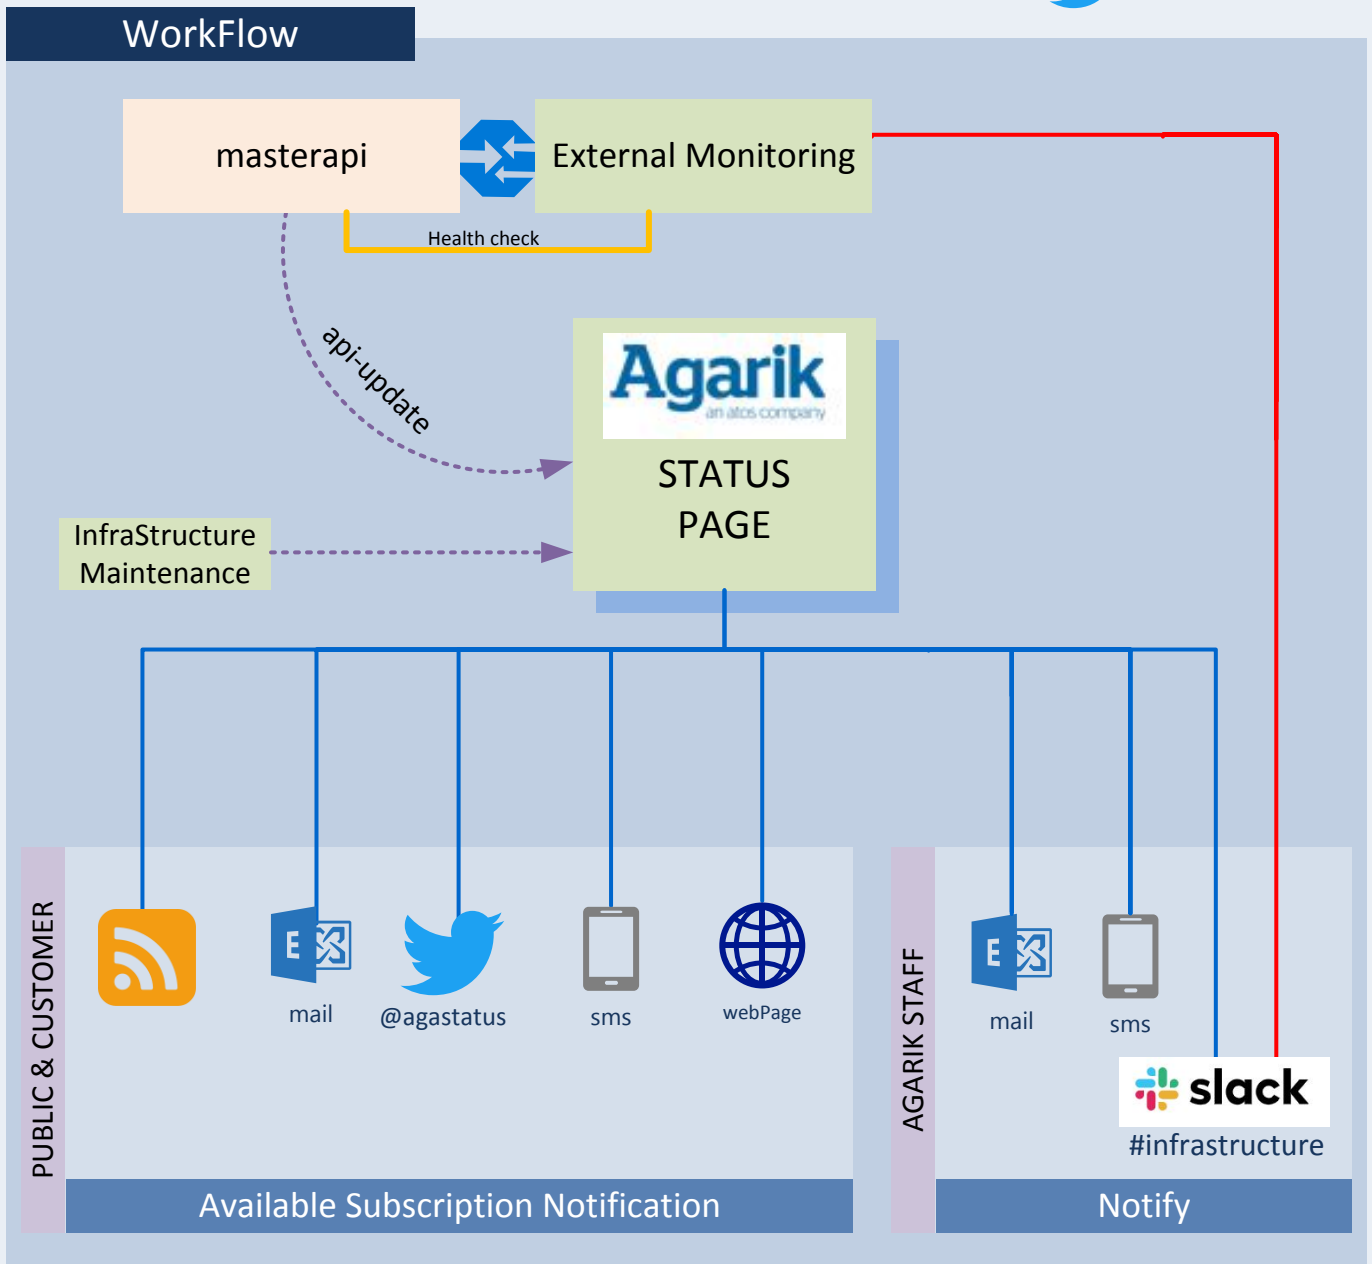 WorkFlow
masterapi
External Monitoring
Health check
api-update
Agarik
an atos company
STATUS
PAGE
InfraStructure
Maintenance
PUBLIC & CUSTOMER
E
mail
@agastatus
sms
webPage
Available Subscription Notification
AGARIK STAFF
E
mail
sms
slack
#infrastructure
Notify